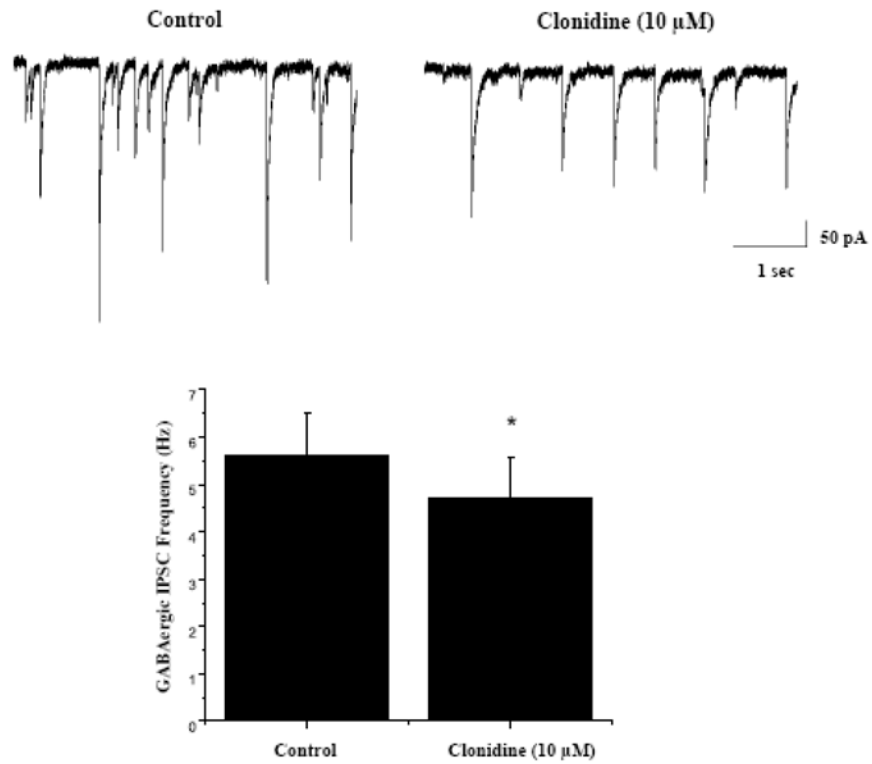 Control
Clonidine (10 µM)
50 pA
1 sec
GABAergic IPSC Frequency (Hz)
7
6
5
4
3
2
1
0
*
Control
Clonidine (10 µM)